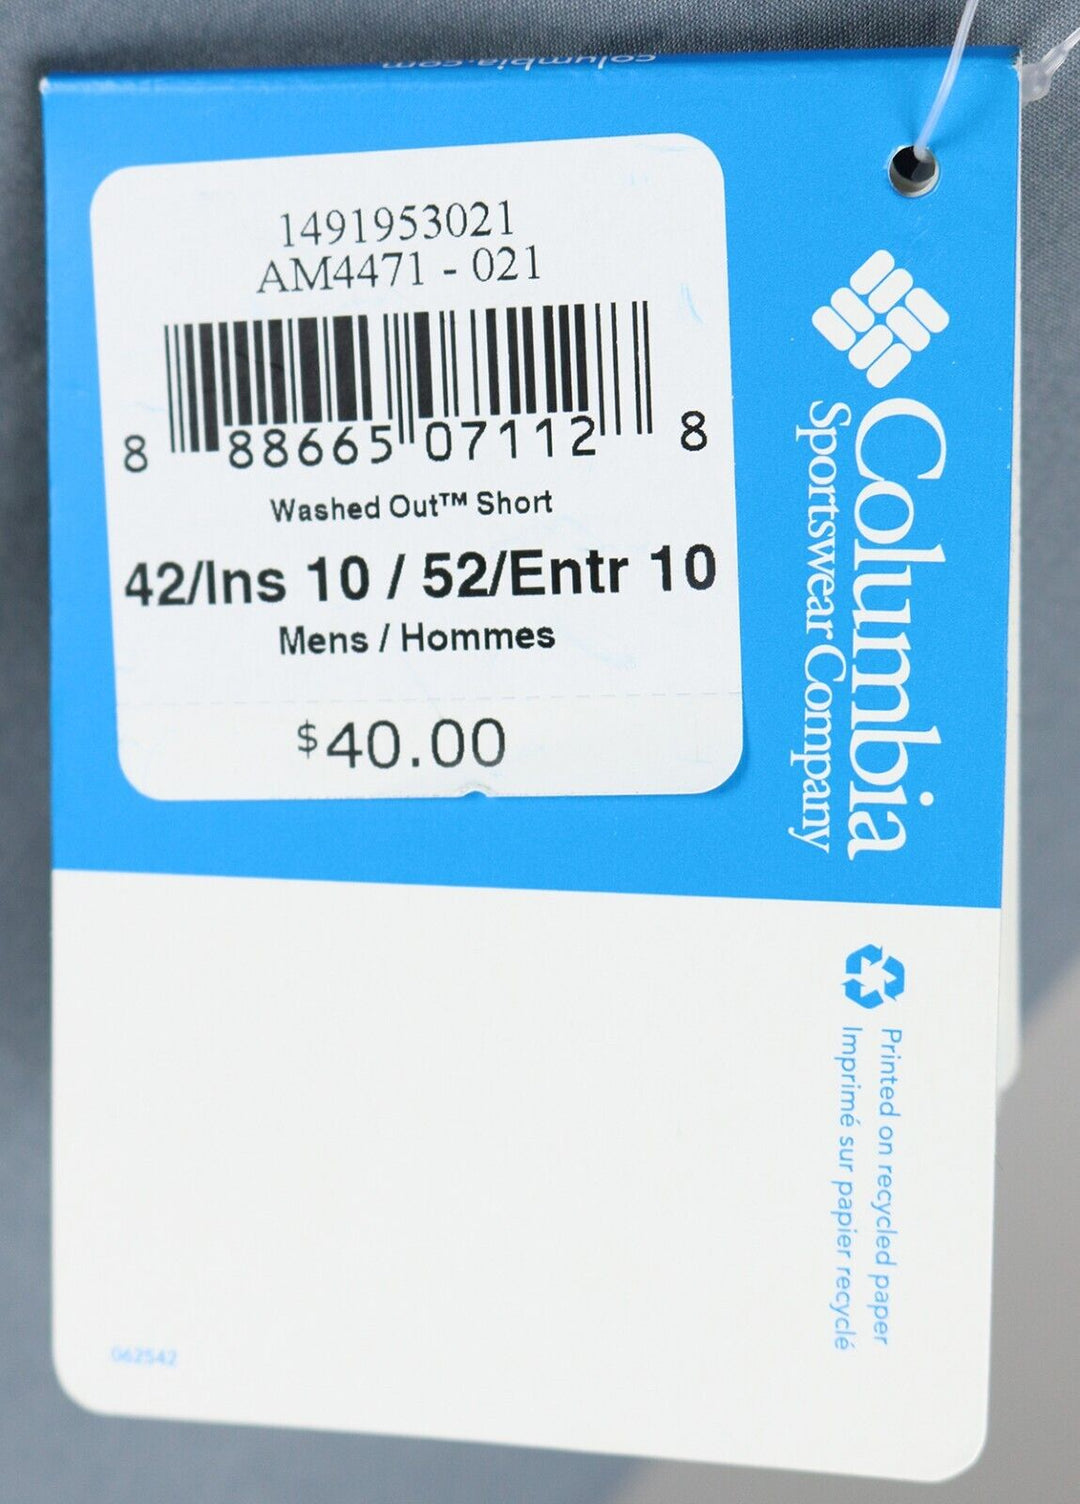 columbia.com
1491953021
AM4471 - 021
8 88665 07112 8
Washed Out™ Short
42/Ins 10 / 52/Entr 10
Mens / Hommes
$40.00
Columbia
Sportswear Company
Printed on recycled paper
Imprimé sur papier recyclé
062542